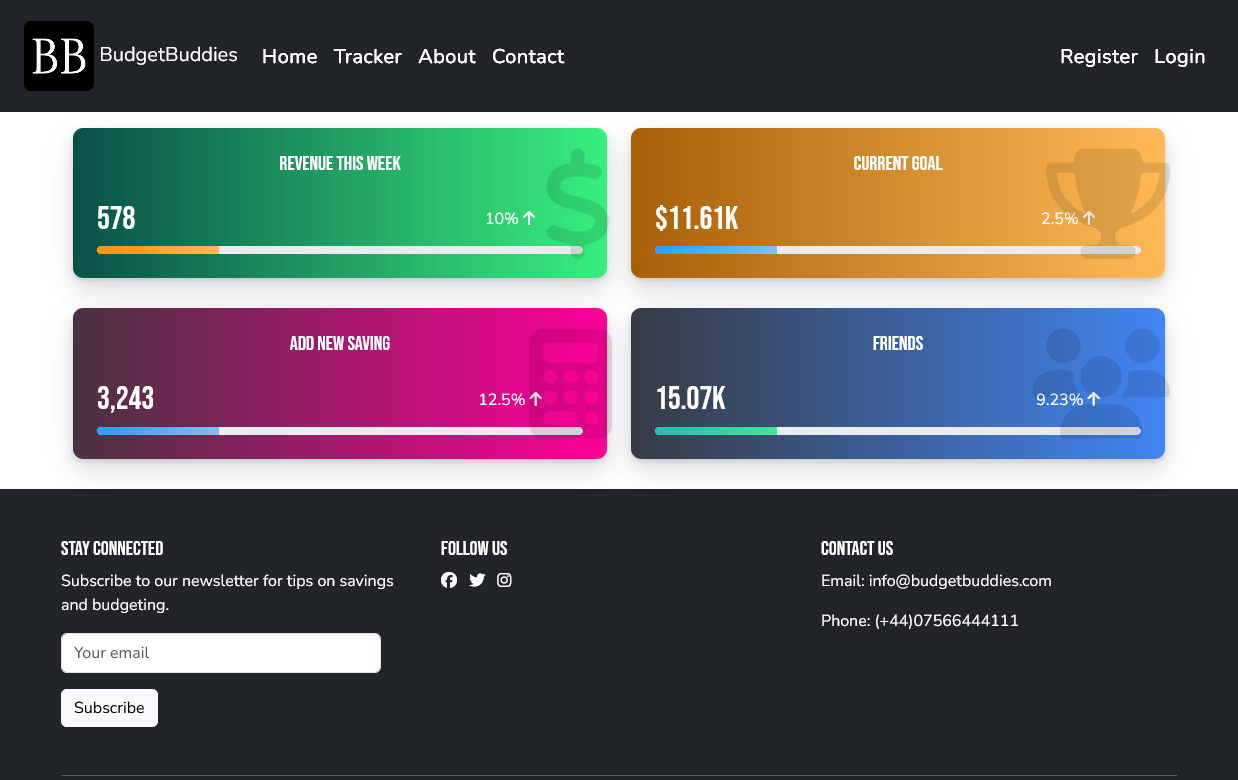 BB BudgetBuddies Home Tracker About Contact Register Login
REVENUE THIS WEEK
578 10%
CURRENT GOAL
$11.61K 2.5%
ADD NEW SAVING
3,243 12.5%
FRIENDS
15.07K 9.23%
STAY CONNECTED
Subscribe to our newsletter for tips on savings
and budgeting.
Your email
Subscribe
FOLLOW US
CONTACT US
Email: info@budgetbuddies.com
Phone: (+44)07566444111